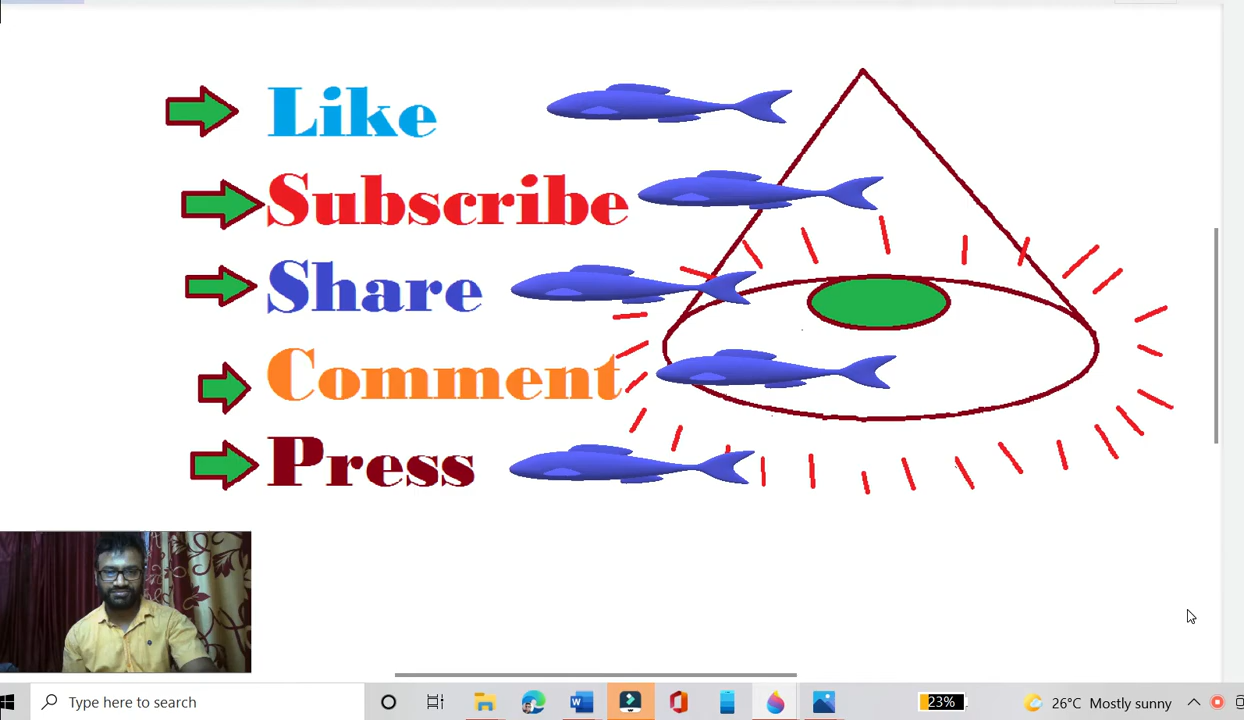 Like
Subscribe
Share
Comment
Press
Type here to search
23%
26°C Mostly sunny